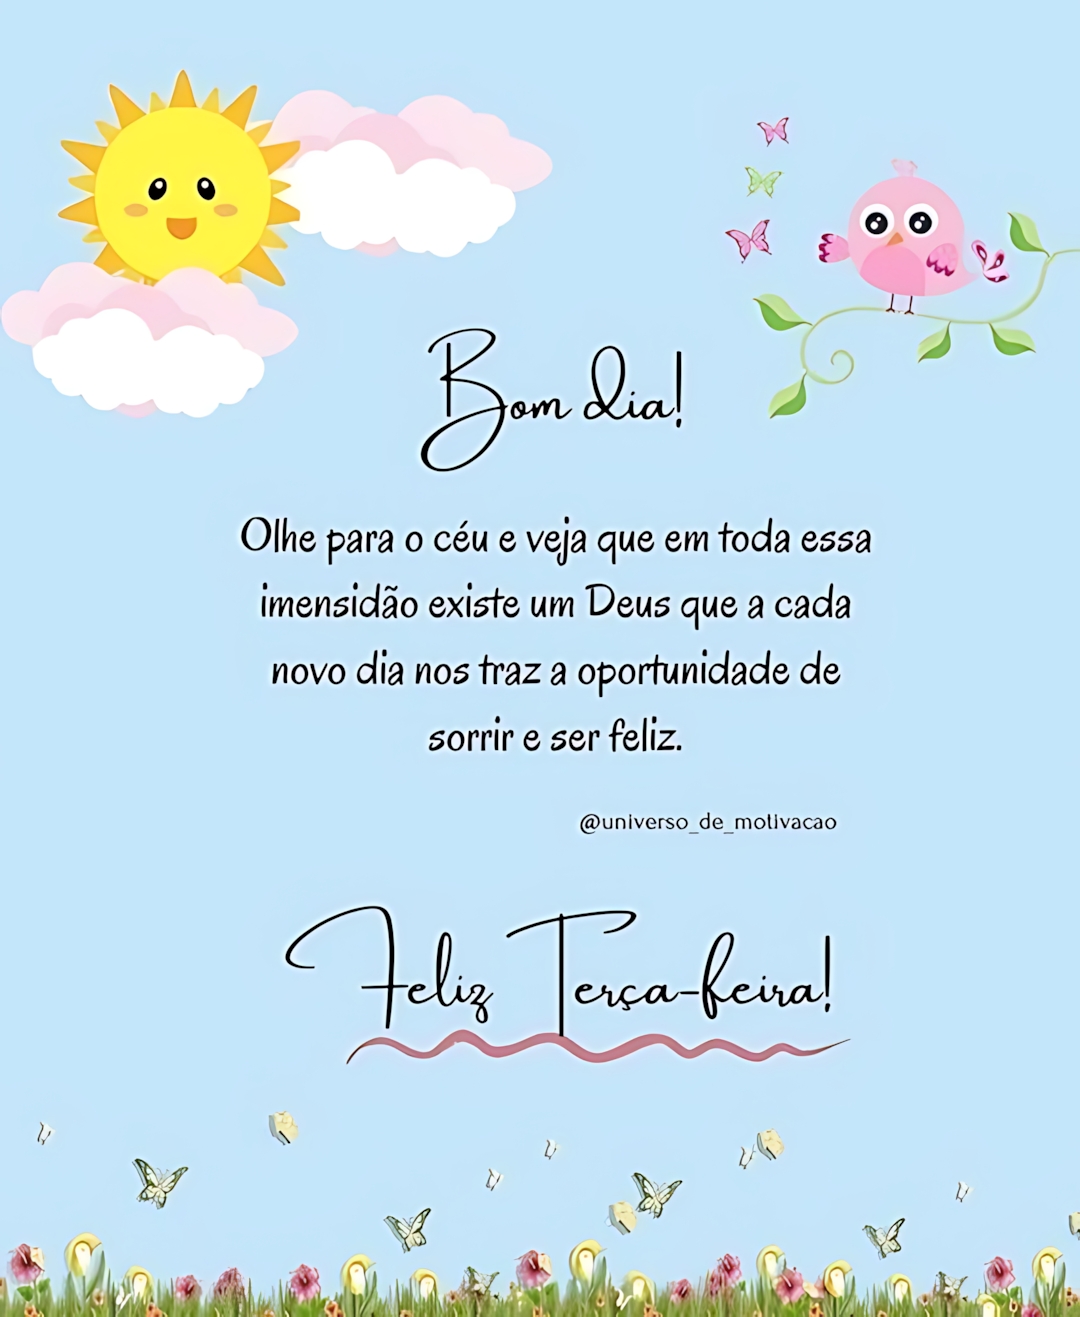 Bom dia!
Olhe para o céu e veja que em toda essa
imensidão existe um Deus que a cada
novo dia nos traz a oportunidade de
sorrir e ser feliz.
@universo_de_motivacao
Feliz Terça-feira!